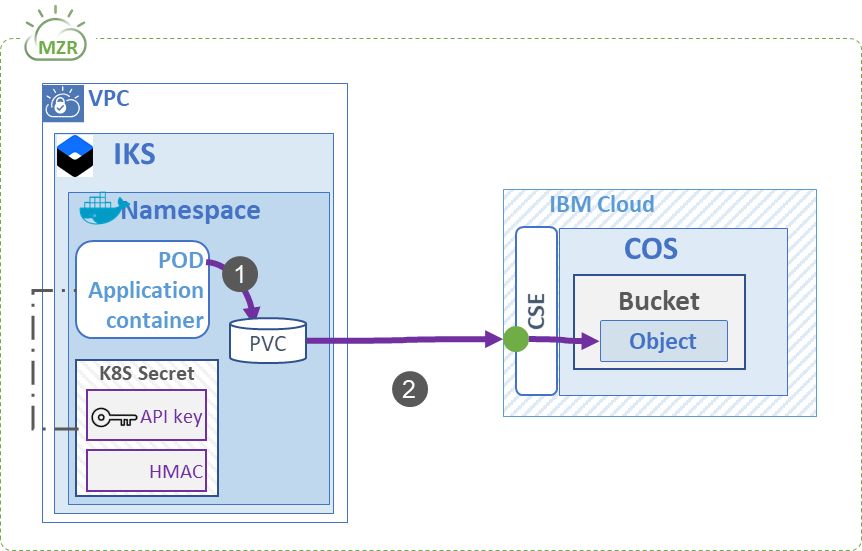 MZR
VPC
IKS
Namespace
POD
Application
container
1
PVC
K8S Secret
API key
HMAC
2
IBM Cloud
CSE
COS
Bucket
Object